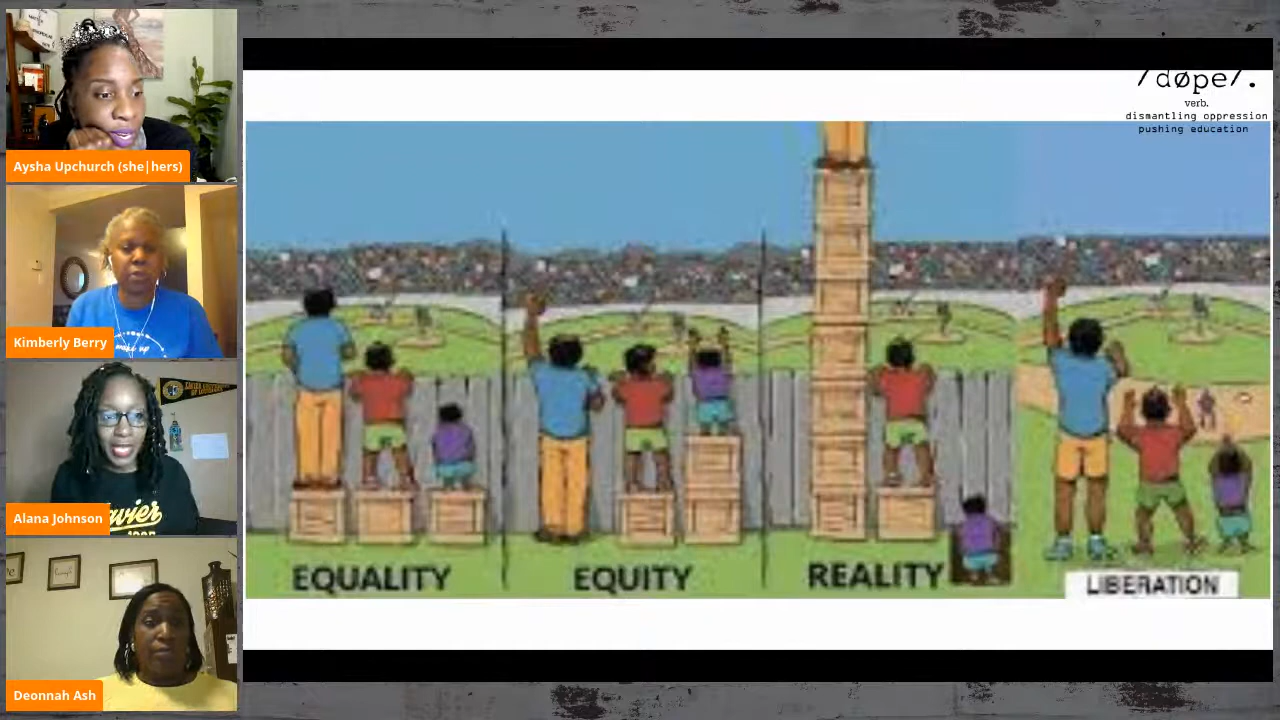 Aysha Upchurch (she|hers)
Kimberly Berry
Alana Johnson
Deonnah Ash
/døpe/.
verb.
dismantling oppression
pushing education
EQUALITY
EQUITY
REALITY
LIBERATION